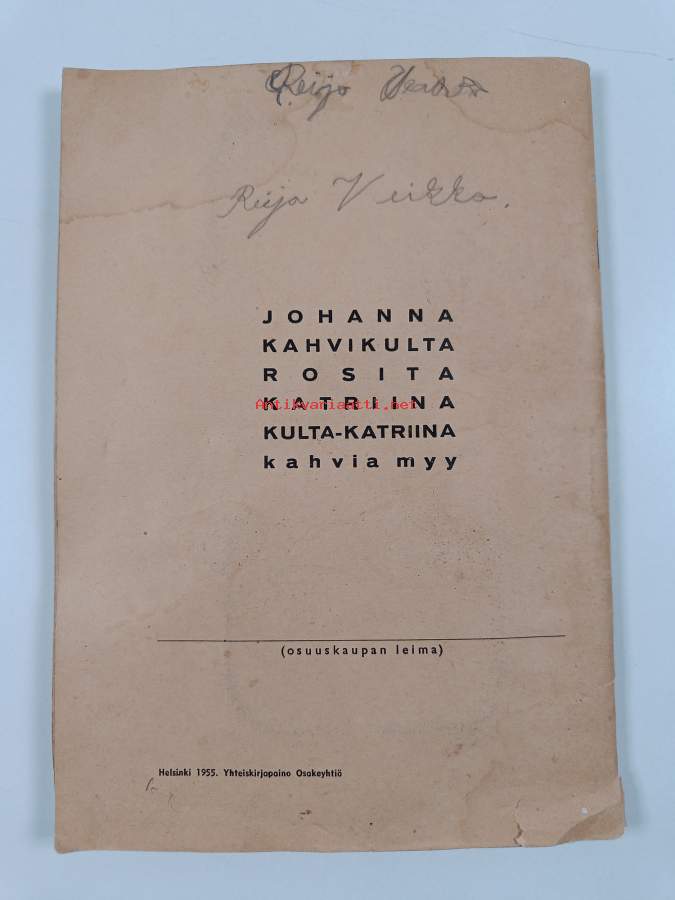 Reijo
Reijo Veikko.
JOHANNA
KAHVIKULTA
ROSITA
KATRIINA
Antikvariaatti.net
KULTA-KATRIINA
kahvia myy
(osuuskaupan leima)
Helsinki 1955. Yhteiskirjapaino Osakeyhtiö